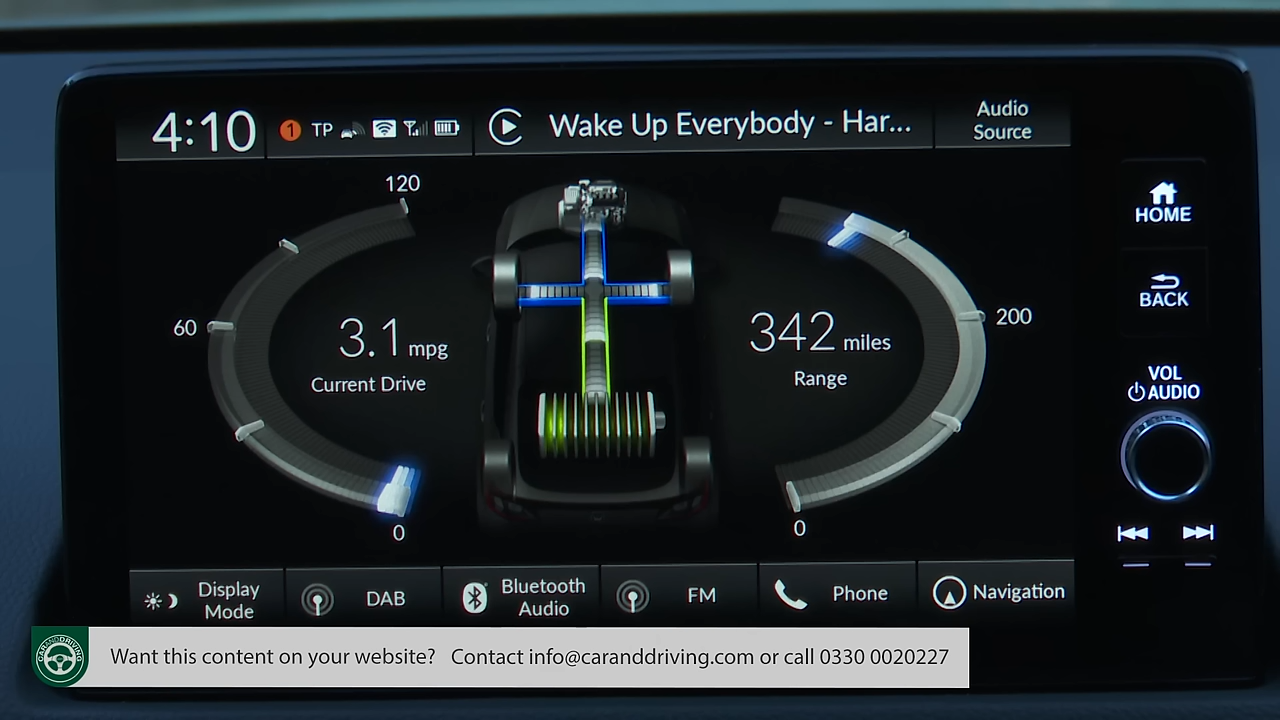 4:10
1 TP
Wake Up Everybody - Har...
Audio
Source
120
60
0
3.1 mpg
Current Drive
342 miles
Range
200
0
HOME
BACK
VOL
AUDIO
Display
Mode
DAB
Bluetooth
Audio
FM
Phone
Navigation
CARANDDRIVING
Want this content on your website? Contact info@caranddriving.com or call 0330 0020227